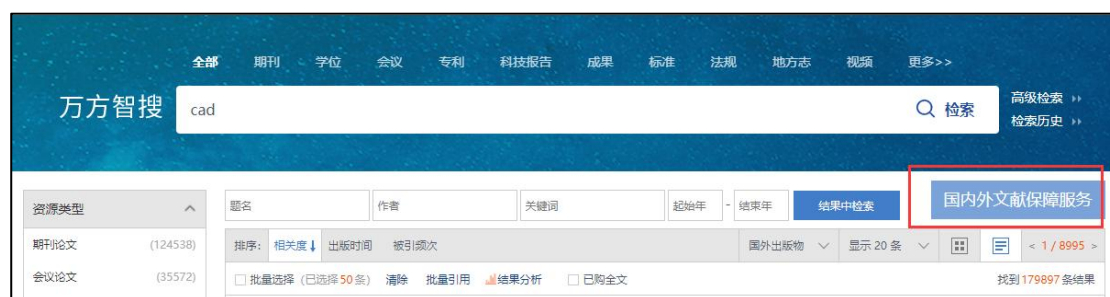 全部 期刊 学位 会议 专利 科技报告 成果 标准 法规 地方志 视频 更多>>
万方智搜 cad 检索 高级检索
检索历史
资源类型 题名 作者 关键词 起始年 - 结束年 结果中检索 国内外文献保障服务
期刊论文 (124538) 排序: 相关度 出版时间 被引频次 国外出版物 显示 20 条 < 1 / 8995 >
会议论文 (35572) 批量选择 (已选择 50 条) 清除 批量引用 结果分析 已购全文 找到 179897 条结果